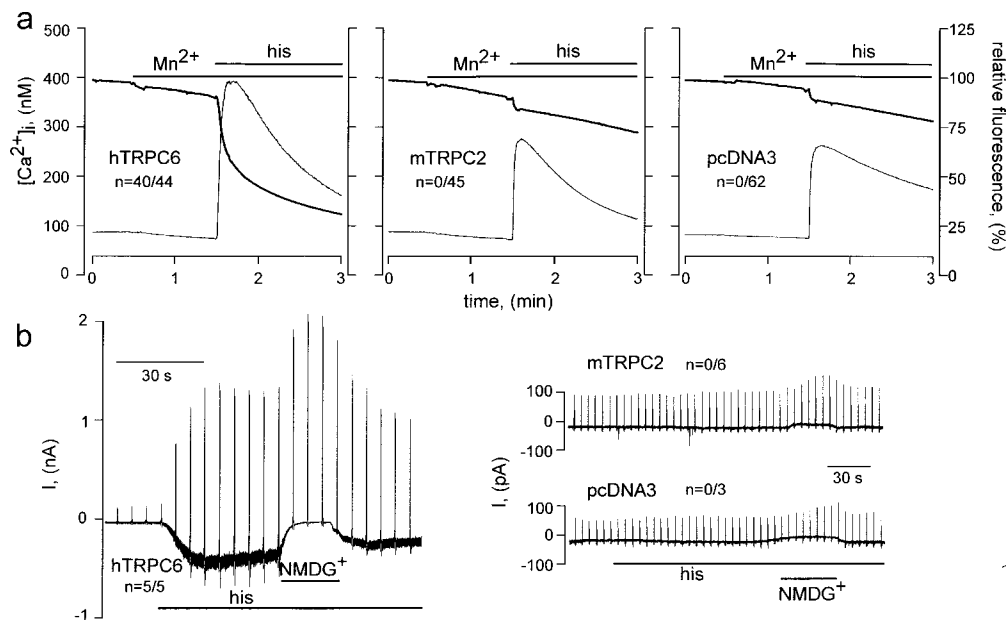 a
500
400
300
200
100
0
[Ca2+]i, (nM)
Mn2+
his
hTRPC6
n=40/44
0
1
2
3
Mn2+
his
mTRPC2
n=0/45
0
1
2
3
time, (min)
Mn2+
his
pcDNA3
n=0/62
0
1
2
3
125
100
75
50
25
0
relative fluorescence, (%)
b
2
1
0
-1
I, (nA)
30 s
hTRPC6
n=5/5
NMDG+
his
mTRPC2 n=0/6
100
0
-100
30 s
I, (pA)
pcDNA3 n=0/3
100
0
-100
his
NMDG+